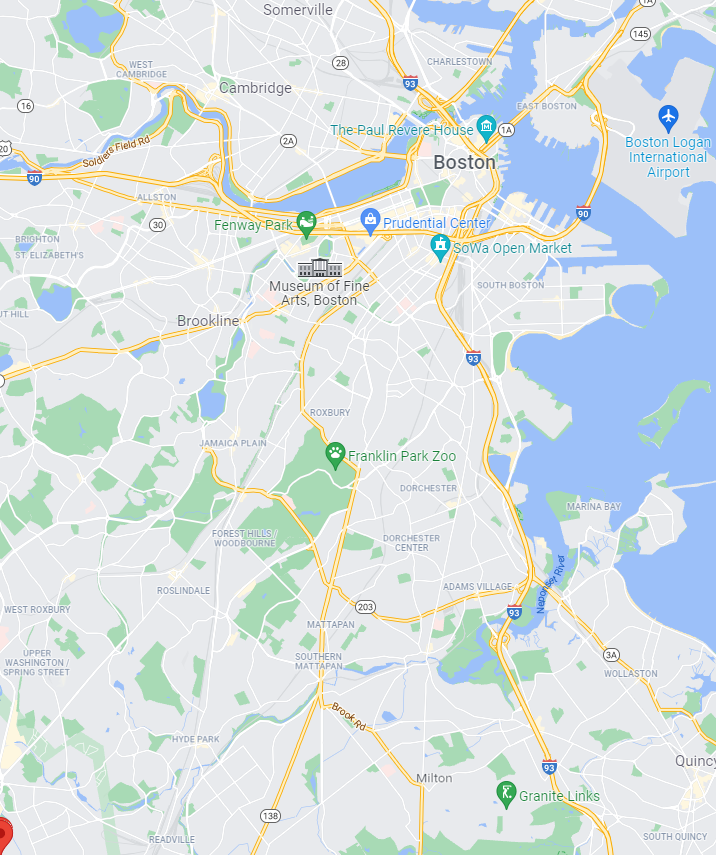 Somerville
1A
145
28
CHARLESTOWN
WEST
CAMBRIDGE
93
Cambridge
16
EAST BOSTON
The Paul Revere House
1A
2A
Boston Logan
International
Airport
20
Soldiers Field Rd
Boston
90
ALLSTON
30
Fenway Park
Prudential Center
90
BRIGHTON
ST. ELIZABETH'S
SoWa Open Market
Museum of Fine
Arts, Boston
SOUTH BOSTON
UT HILL
Brookline
93
ROXBURY
JAMAICA PLAIN
Franklin Park Zoo
DORCHESTER
MARINA BAY
FOREST HILLS /
WOODBOURNE
DORCHESTER
CENTER
Neponset River
ROSLINDALE
ADAMS VILLAGE
WEST ROXBURY
203
93
MATTAPAN
UPPER
WASHINGTON /
SPRING STREET
SOUTHERN
MATTAPAN
3A
WOLLASTON
Brook Rd
HYDE PARK
93
Quincy
Milton
Granite Links
138
READVILLE
SOUTH QUINCY